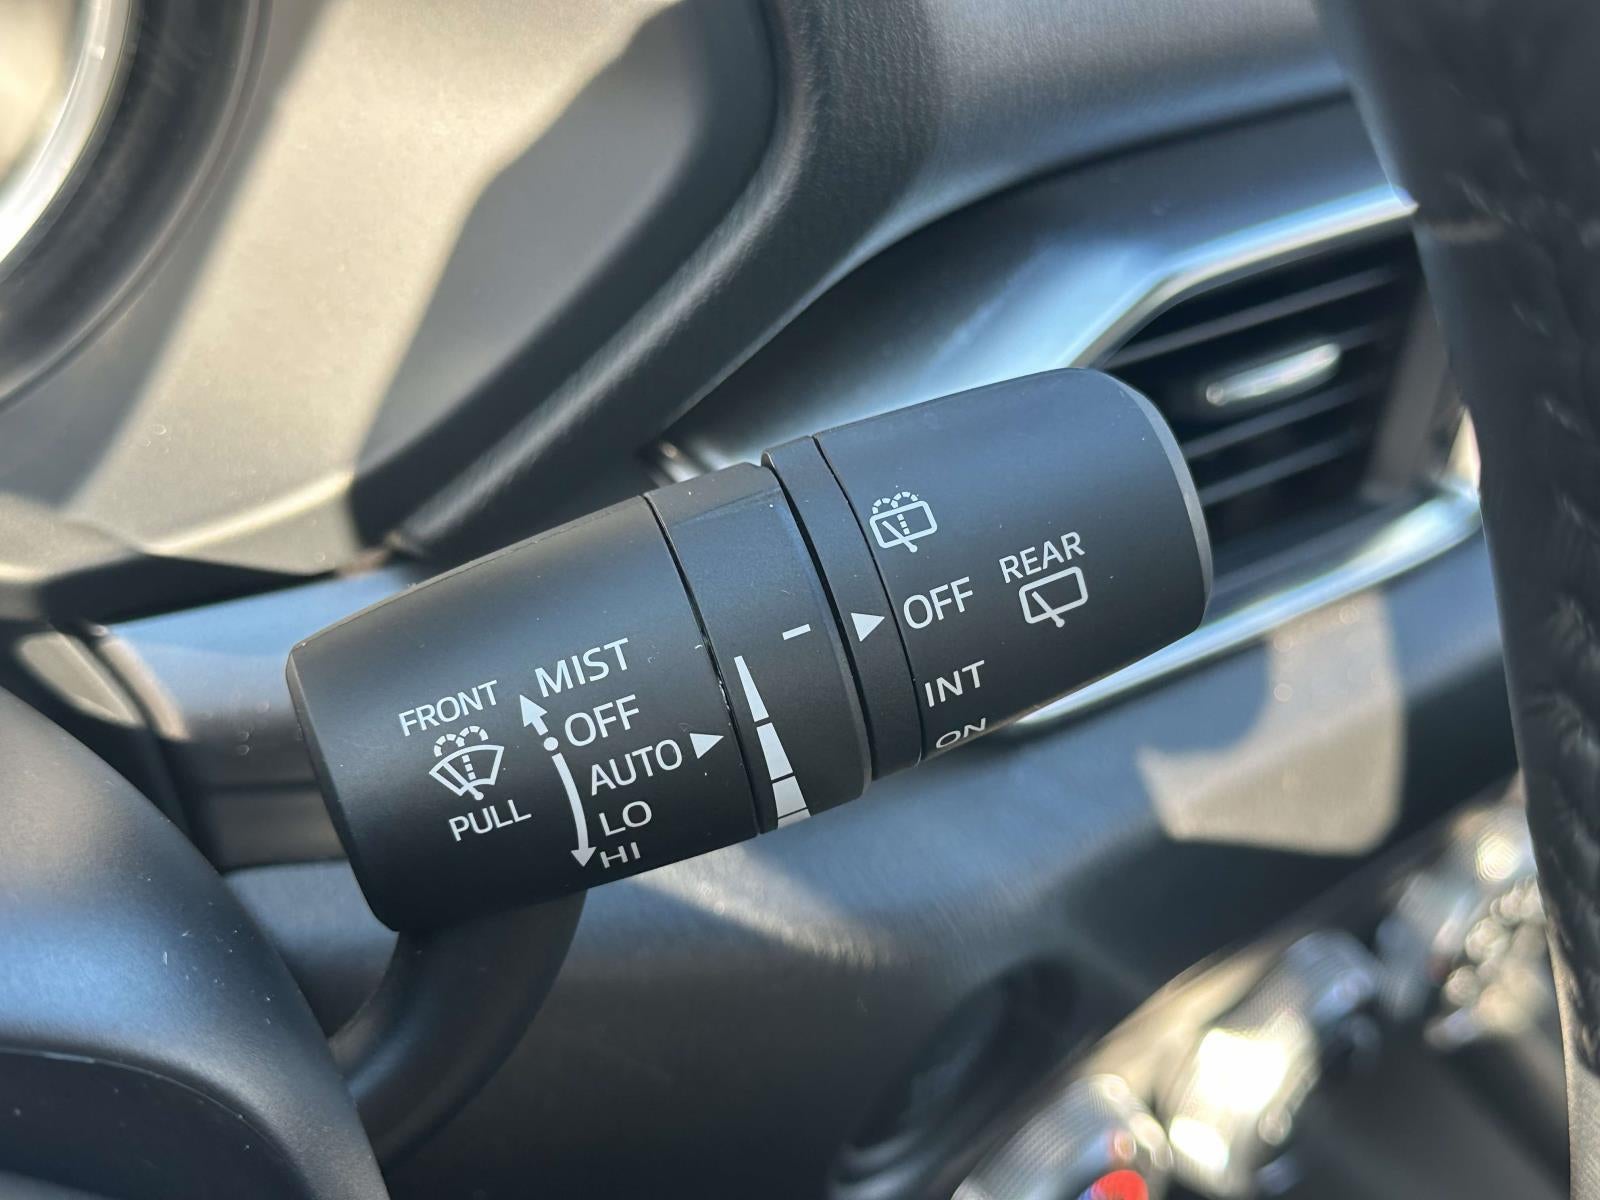 FRONT
PULL
MIST
OFF
AUTO
LO
HI
OFF
INT
ON
REAR